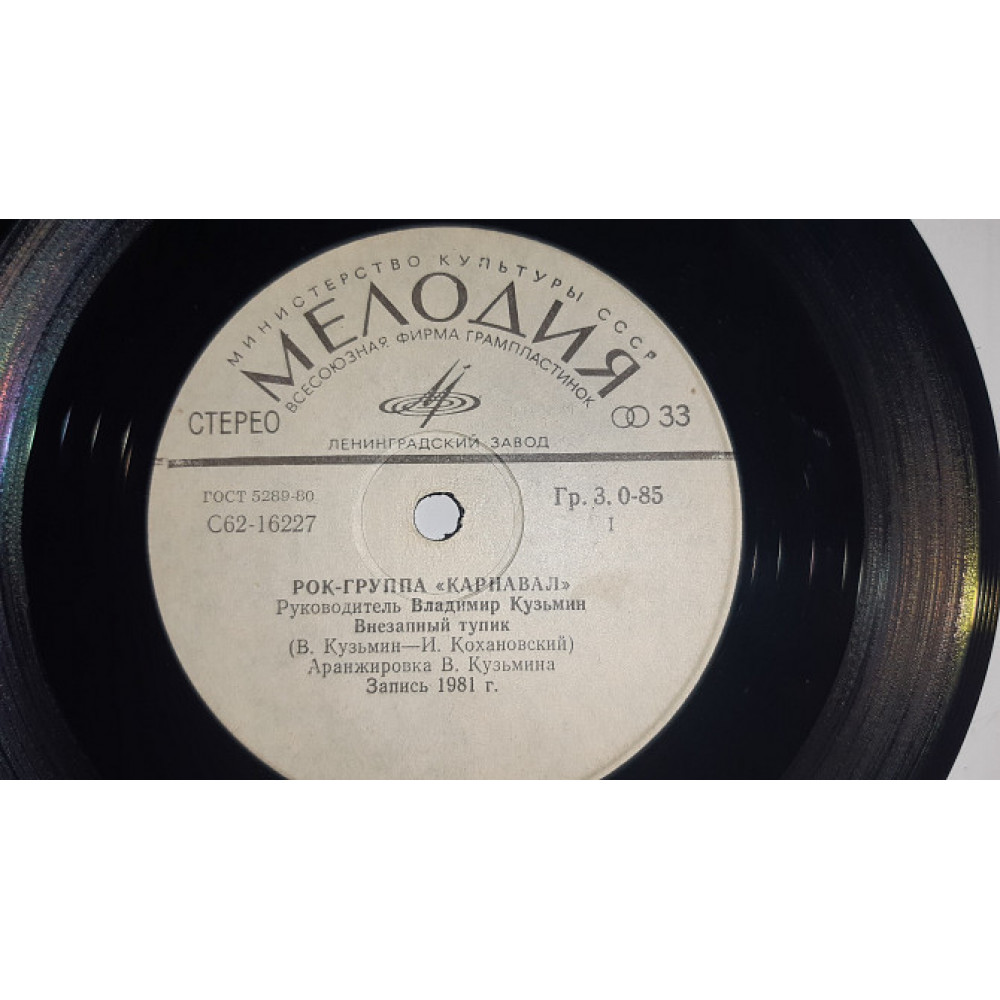 МИНИСТЕРСТВО КУЛЬТУРЫ СССР
МЕЛОДИЯ
ВСЕСОЮЗНАЯ ФИРМА ГРАМПЛАСТИНОК
СТЕРЕО
33
ЛЕНИНГРАДСКИЙ ЗАВОД
ГОСТ 5289-80
Гр. 3. 0-85
С62-16227
I
РОК-ГРУППА «КАРНАВАЛ»
Руководитель Владимир Кузьмин
Внезапный тупик
(В. Кузьмин—И. Кохановский)
Аранжировка В. Кузьмина
Запись 1981 г.